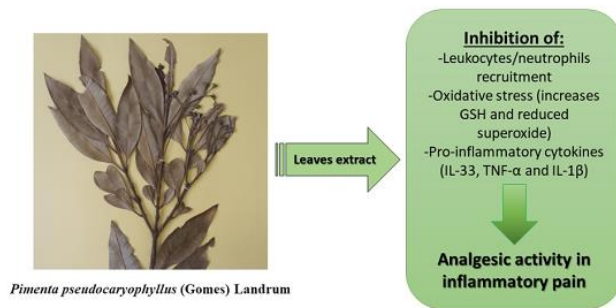 Pimenta pseudocaryophyllus (Gomes) Landrum
Leaves extract
Inhibition of:
-Leukocytes/neutrophils
recruitment
-Oxidative stress (increases
GSH and reduced
superoxide)
-Pro-inflammatory cytokines
(IL-33, TNF-α and IL-1β)
Analgesic activity in
inflammatory pain